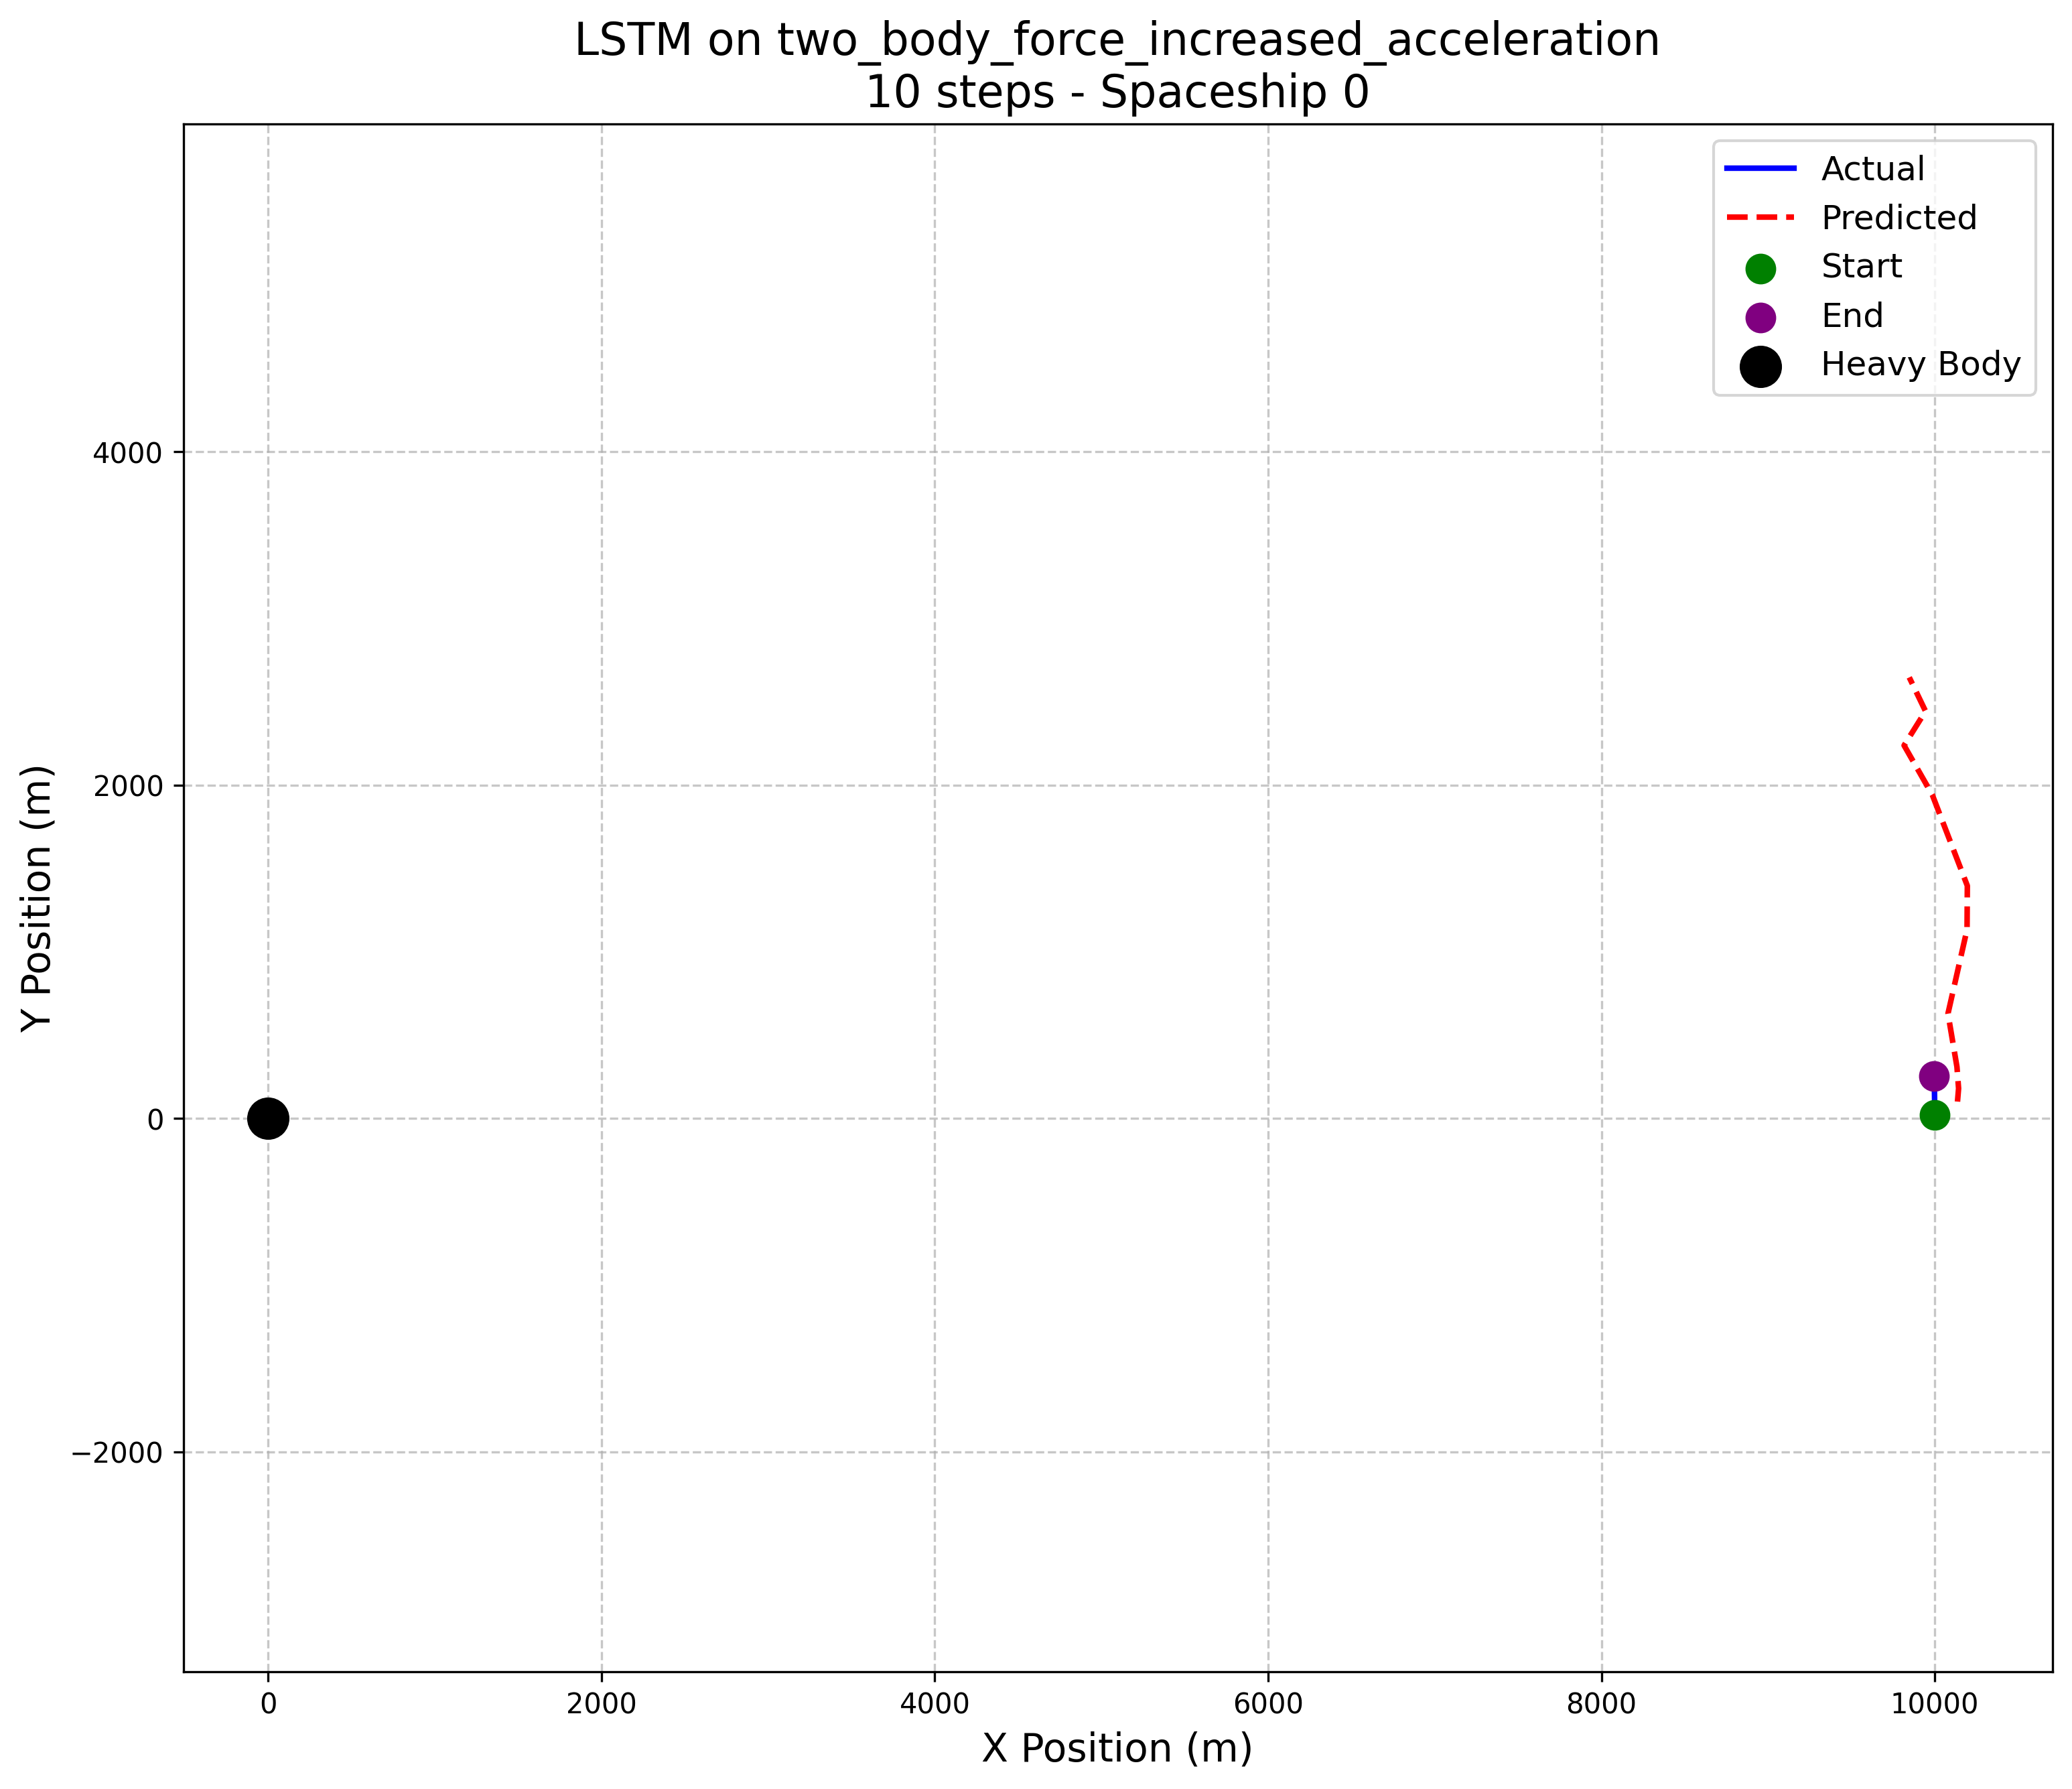 LSTM on two_body_force_increased_acceleration
10 steps - Spaceship 0
Actual
Predicted
Start
End
Heavy Body
4000
2000
0
−2000
Y Position (m)
0
2000
4000
6000
8000
10000
X Position (m)